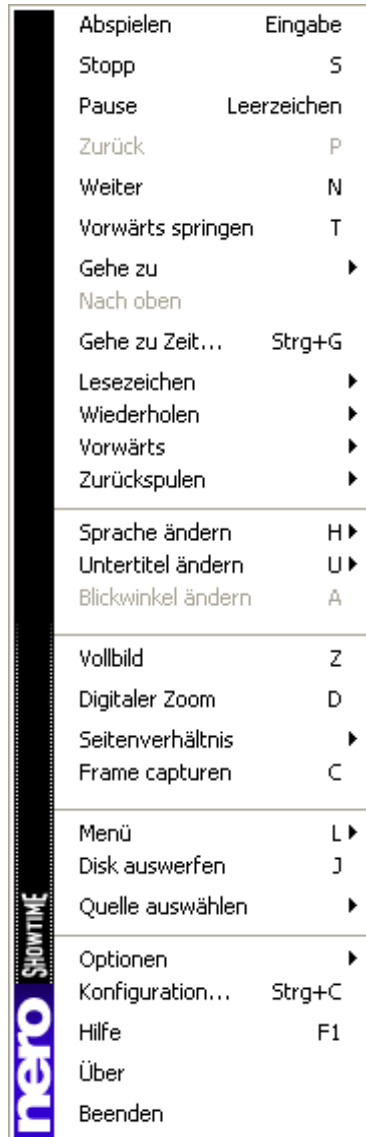 Abspielen Eingabe
Stopp S
Pause Leerzeichen
Zurück P
Weiter N
Vorwärts springen T
Gehe zu
Nach oben
Gehe zu Zeit... Strg+G
Lesezeichen
Wiederholen
Vorwärts
Zurückspulen
Sprache ändern H
Untertitel ändern U
Blickwinkel ändern A
Vollbild Z
Digitaler Zoom D
Seitenverhältnis
Frame capturen C
Menü L
Disk auswerfen J
Quelle auswählen
Optionen
Konfiguration... Strg+C
Hilfe F1
Über
Beenden
nero SHOWTIME